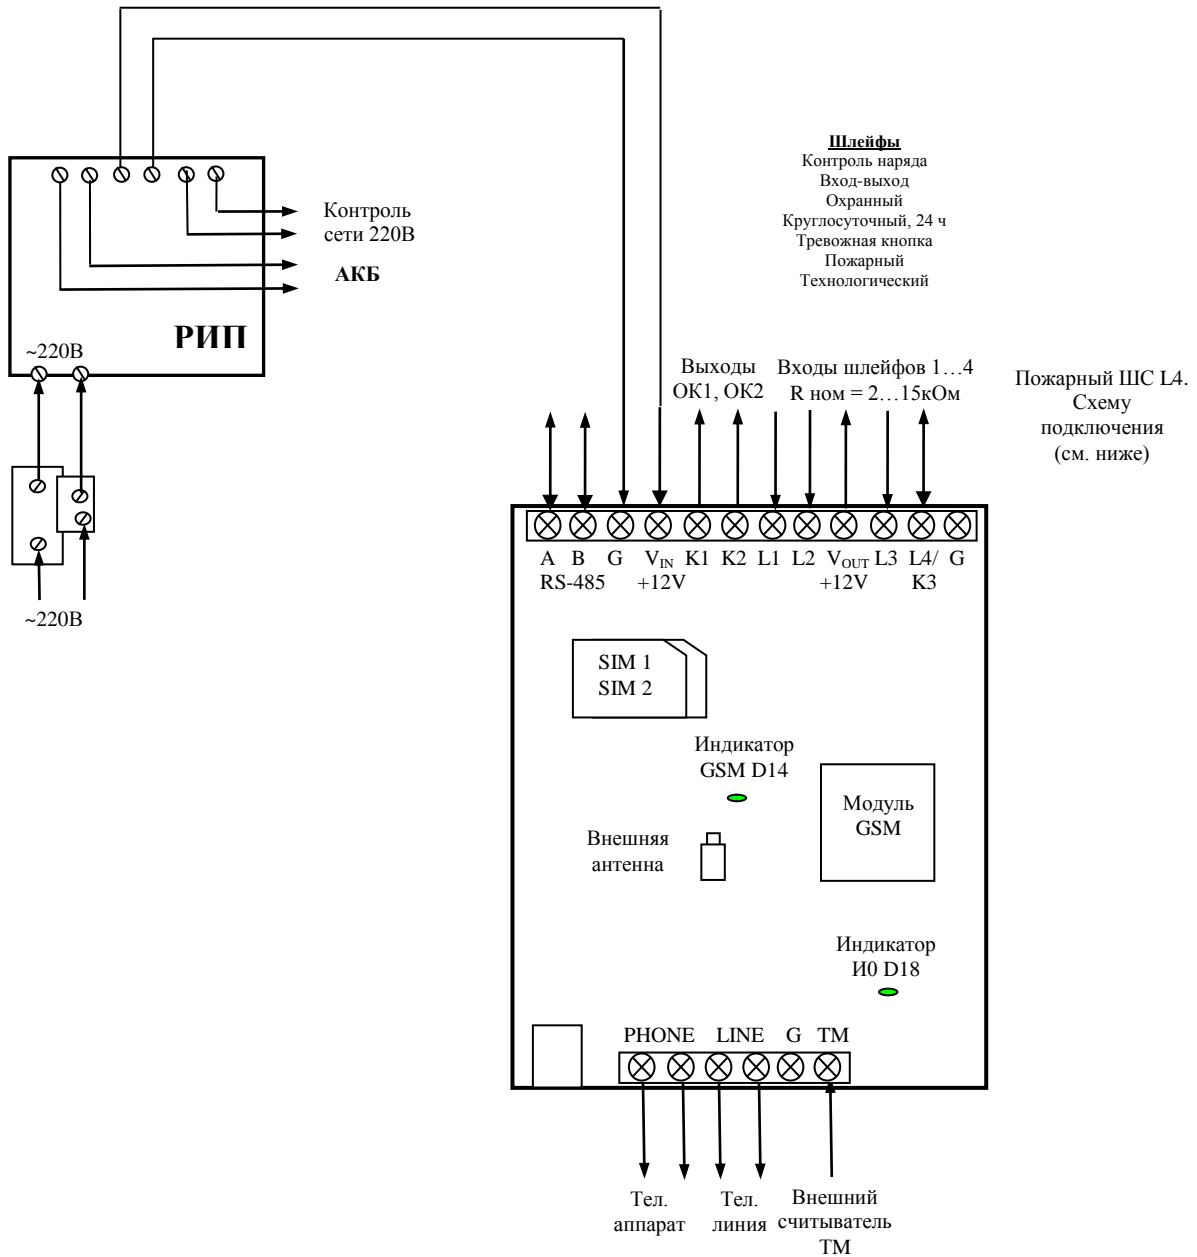 Шлейфы
Контроль наряда
Вход-выход
Охранный
Круглосуточный, 24 ч
Тревожная кнопка
Пожарный
Технологический
Контроль
сети 220В
АКБ
РИП
~220В
~220В
Выходы
ОК1, ОК2
Входы шлейфов 1…4
R ном = 2…15кОм
Пожарный ШС L4.
Схему
подключения
(см. ниже)
A B G VIN K1 K2 L1 L2 VOUT L3 L4/ G
RS-485 +12V +12V K3
SIM 1
SIM 2
Индикатор
GSM D14
Модуль
GSM
Внешняя
антенна
Индикатор
И0 D18
PHONE LINE G TM
Тел.
аппарат
Тел.
линия
Внешний
считыватель
ТМ